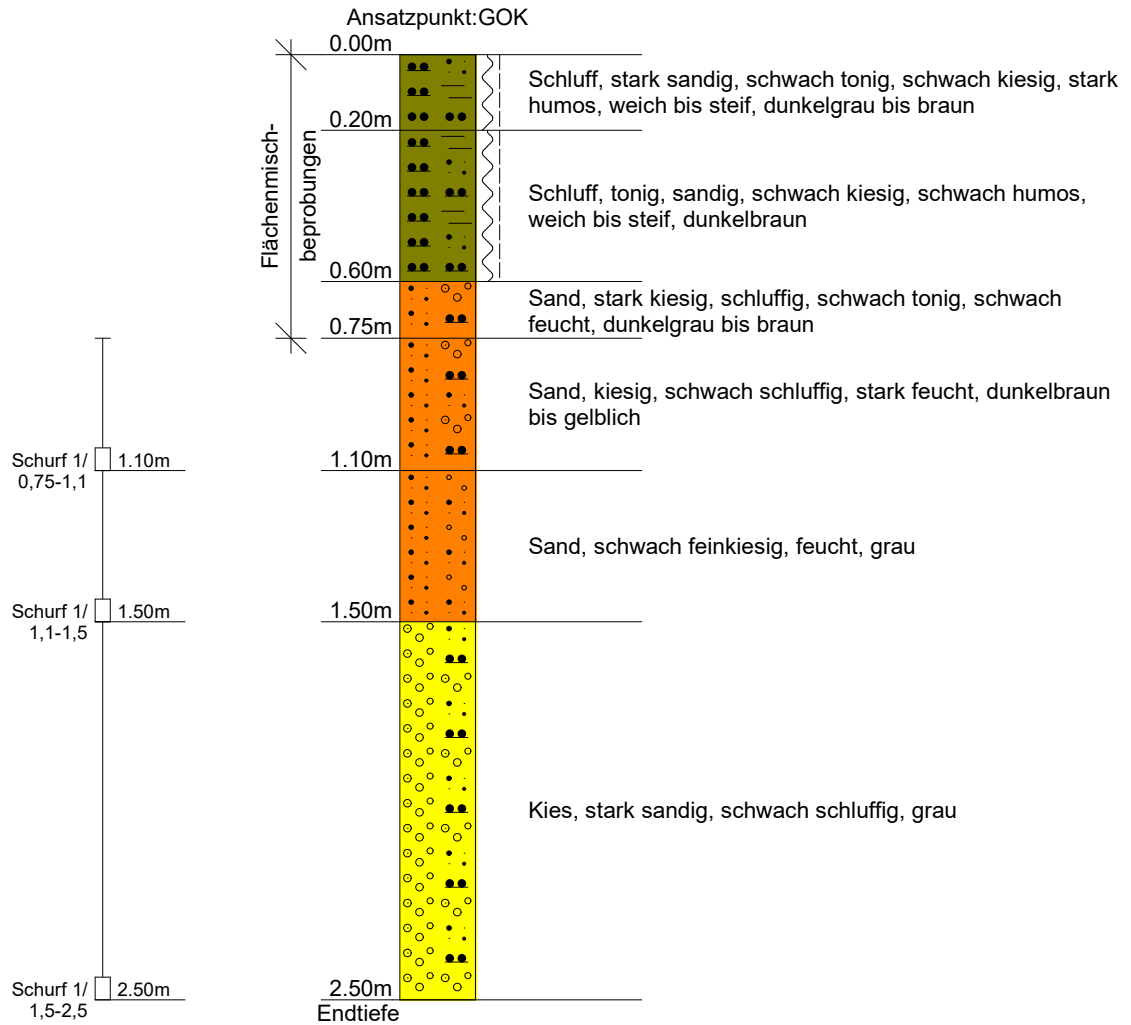 Ansatzpunkt:GOK
0.00m
Schluff, stark sandig, schwach tonig, schwach kiesig, stark
humos, weich bis steif, dunkelgrau bis braun
0.20m
Flächenmisch-
beprobungen
Schluff, tonig, sandig, schwach kiesig, schwach humos,
weich bis steif, dunkelbraun
0.60m
Sand, stark kiesig, schluffig, schwach tonig, schwach
feucht, dunkelgrau bis braun
0.75m
Sand, kiesig, schwach schluffig, stark feucht, dunkelbraun
bis gelblich
Schurf 1/
0,75-1,1
1.10m
1.10m
Sand, schwach feinkiesig, feucht, grau
Schurf 1/
1,1-1,5
1.50m
1.50m
Kies, stark sandig, schwach schluffig, grau
Schurf 1/
1,5-2,5
2.50m
2.50m
Endtiefe